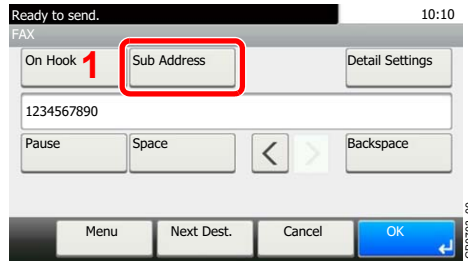 Ready to send. 10:10
FAX
On Hook 1 Sub Address Detail Settings
1234567890
Pause Space < > Backspace
Menu Next Dest. Cancel OK